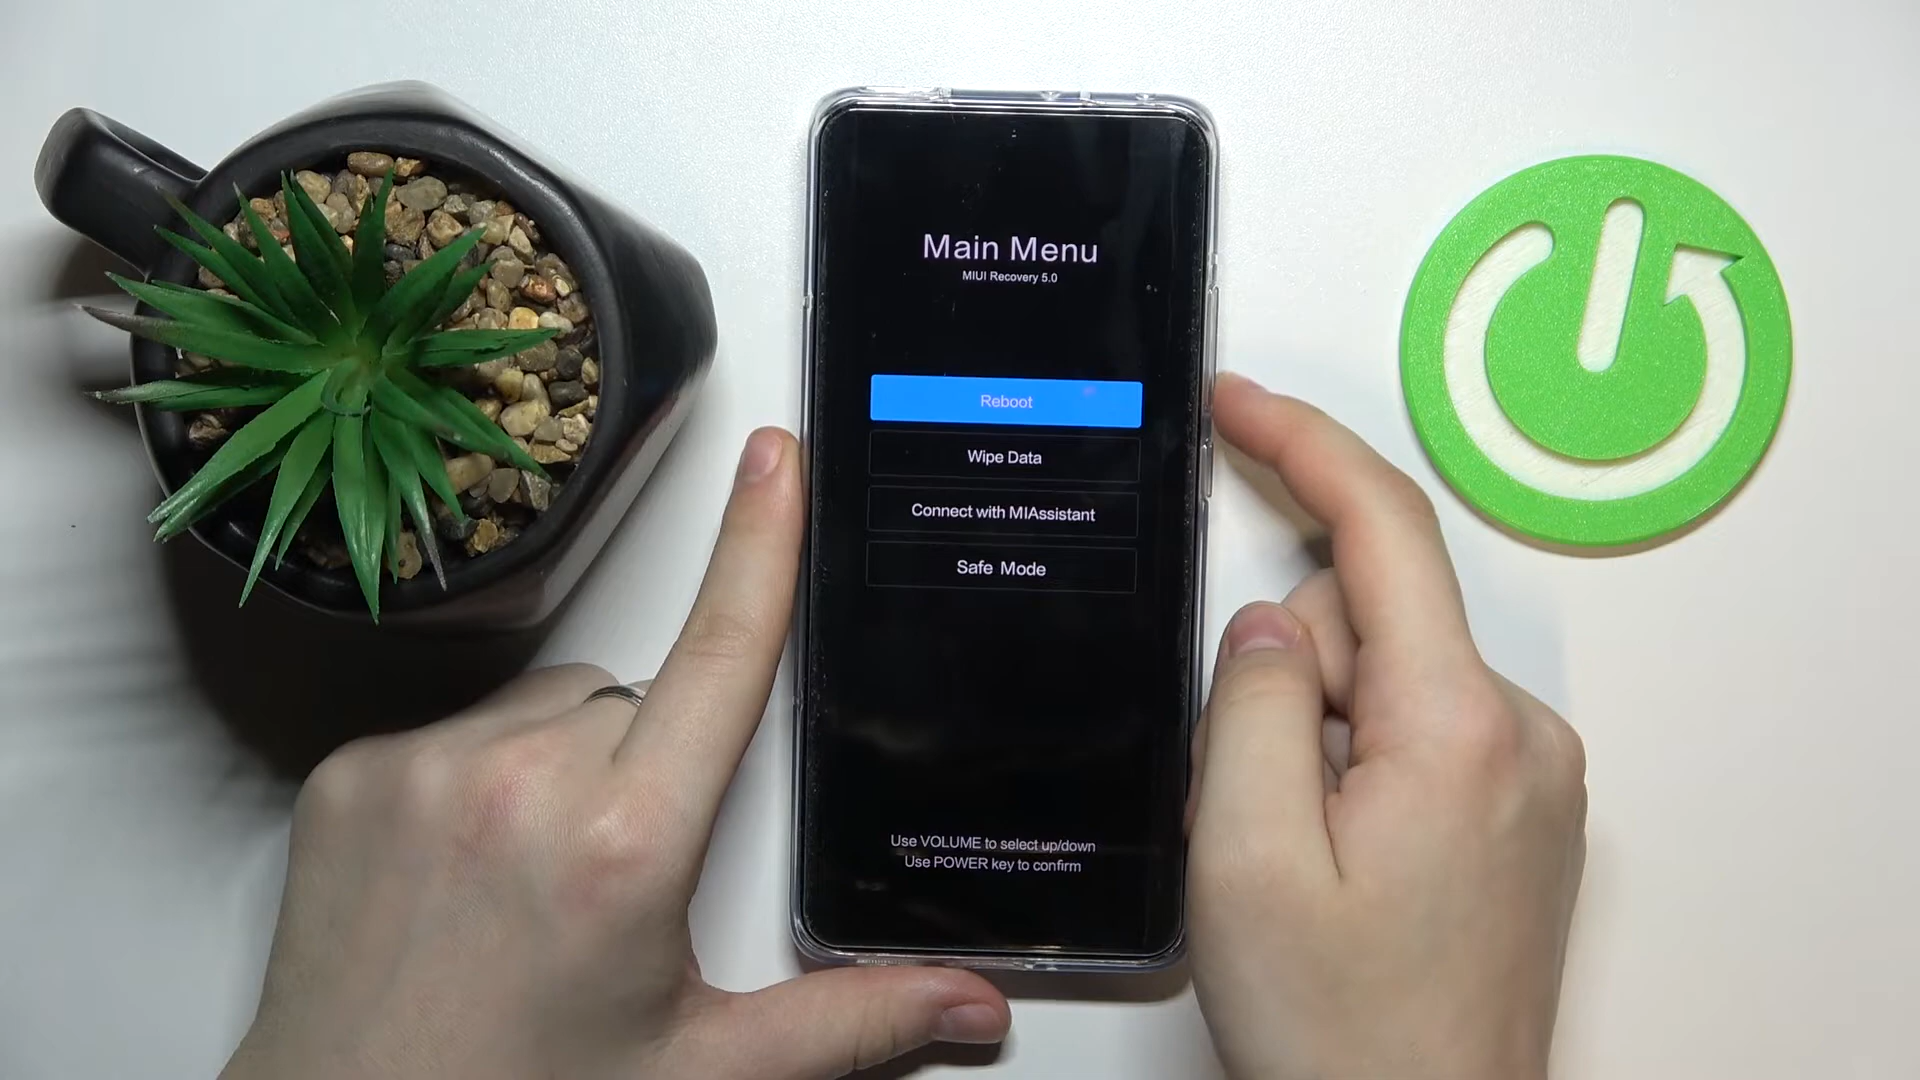 Main Menu
MIUI Recovery 5.0
Reboot
Wipe Data
Connect with MIAssistant
Safe Mode
Use VOLUME to select up/down
Use POWER key to confirm